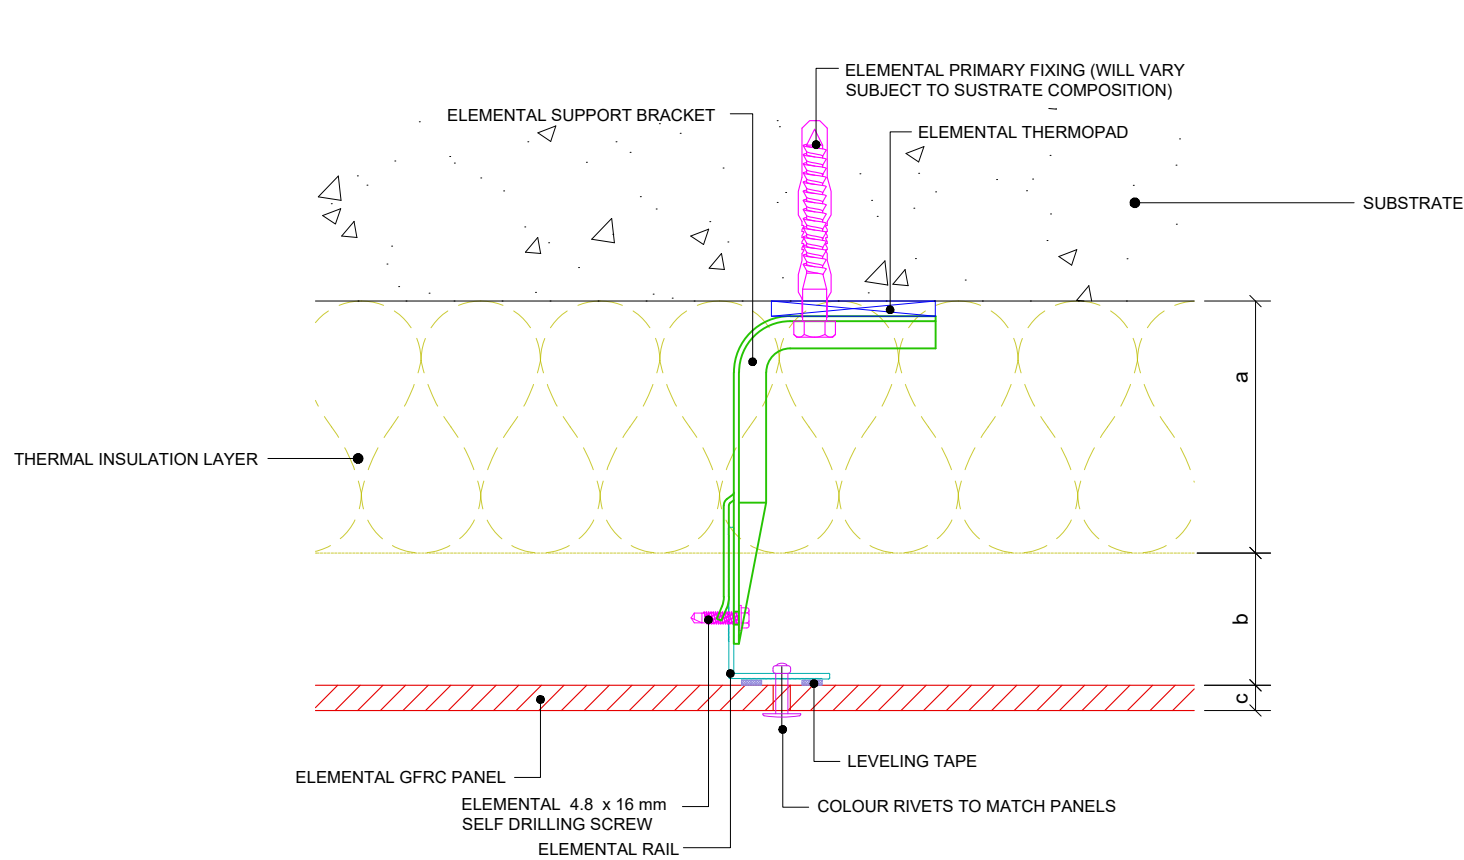 ELEMENTAL PRIMARY FIXING (WILL VARY
SUBJECT TO SUSTRATE COMPOSITION)
ELEMENTAL SUPPORT BRACKET
ELEMENTAL THERMOPAD
SUBSTRATE
a
THERMAL INSULATION LAYER
b
c
LEVELING TAPE
ELEMENTAL GFRC PANEL
ELEMENTAL 4.8 x 16 mm
SELF DRILLING SCREW
COLOUR RIVETS TO MATCH PANELS
ELEMENTAL RAIL